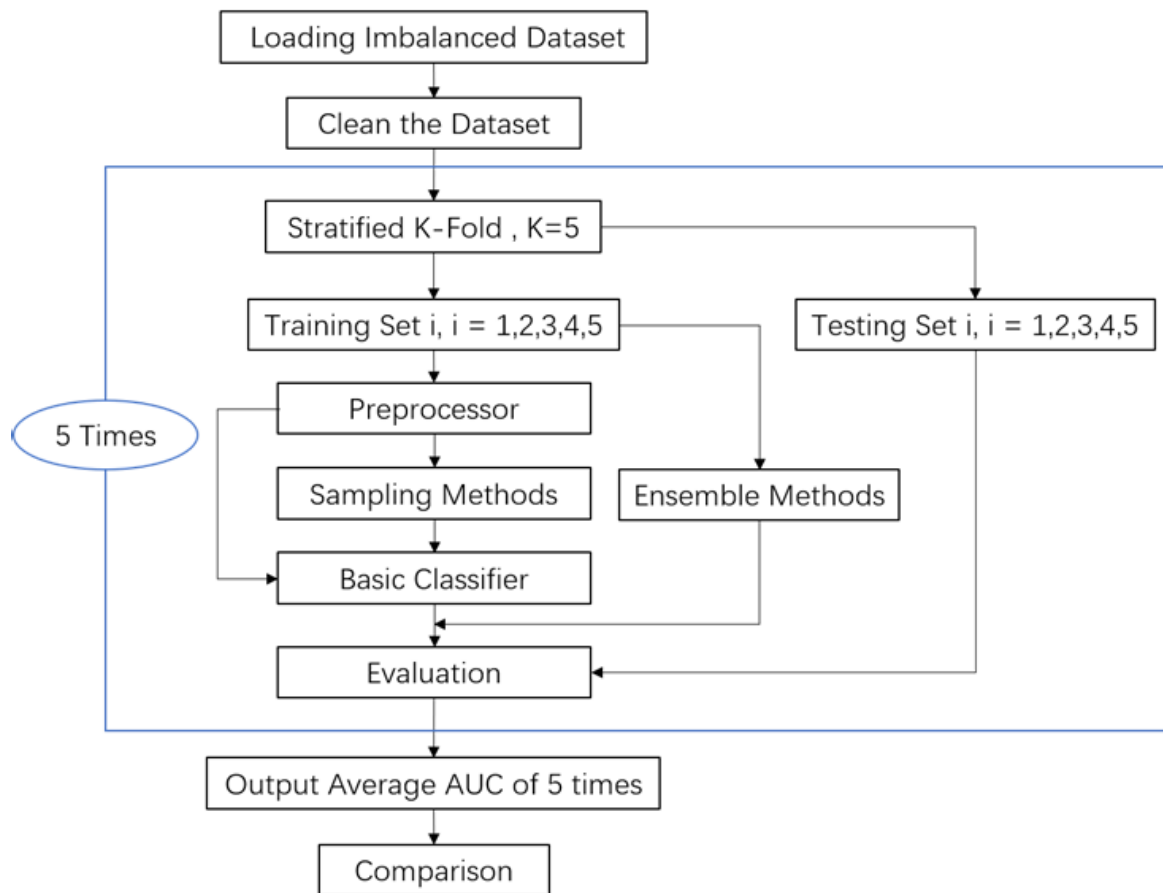 Loading Imbalanced Dataset
Clean the Dataset
Stratified K-Fold , K=5
Training Set i, i = 1,2,3,4,5
Testing Set i, i = 1,2,3,4,5
Preprocessor
5 Times
Sampling Methods
Ensemble Methods
Basic Classifier
Evaluation
Output Average AUC of 5 times
Comparison